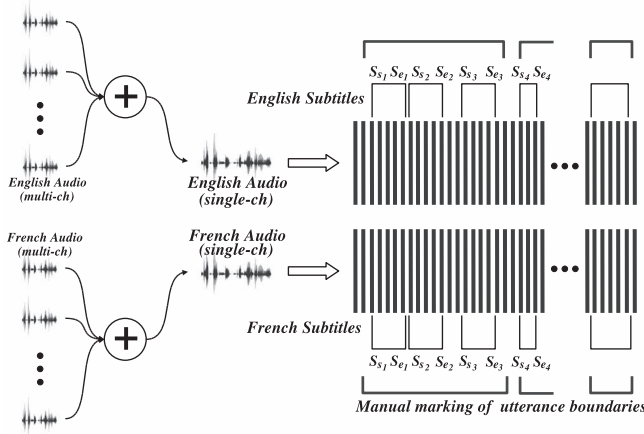 Ss1 Se1 Ss2 Se2 Ss3 Se3 Ss4 Se4
English Subtitles
+
English Audio
(multi-ch)
English Audio
(single-ch)
French Audio
(multi-ch)
French Audio
(single-ch)
+
French Subtitles
Ss1 Se1 Ss2 Se2 Ss3 Se3 Ss4 Se4
Manual marking of utterance boundaries